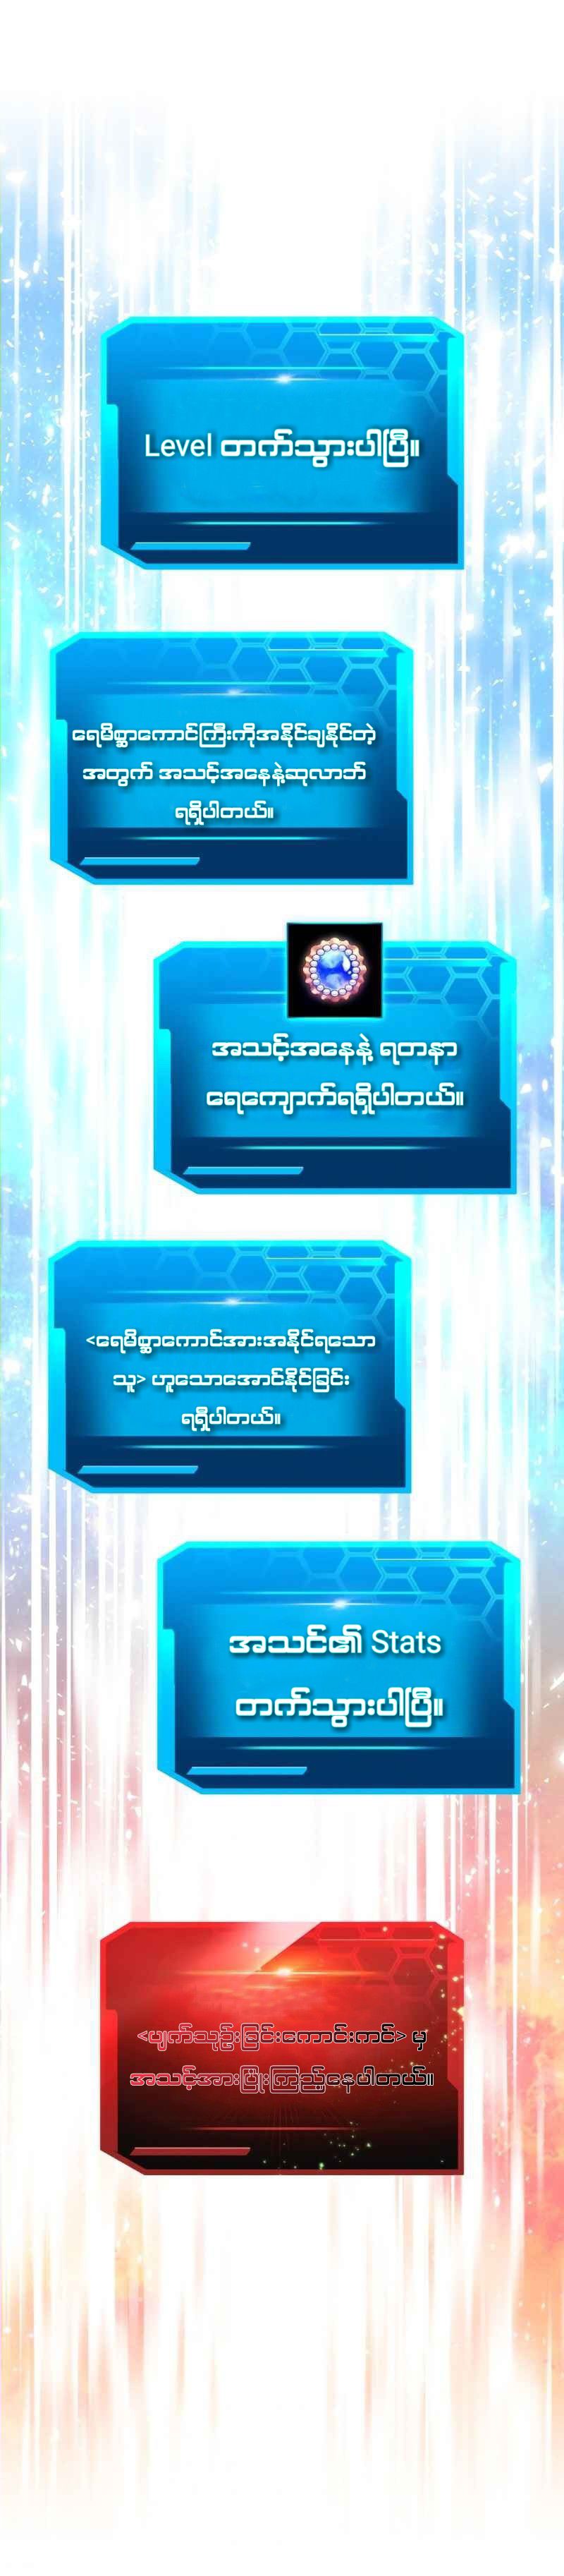 Level တက်သွားပါပြီ။
ရေမိစ္ဆာကောင်ကြီးကိုအနိုင်ချနိုင်တဲ့
အတွက် အသင့်အနေနဲ့ဆုလာဘ်
ရရှိပါတယ်။
အသင့်အနေနဲ့ ရတနာ
ရေကျောက်ရရှိပါတယ်။
<ရေမိစ္ဆာကောင်အားအနိုင်ရသော
သူ> ဟူသောအောင်နိုင်ခြင်း
ရရှိပါတယ်။
အသင်၏ Stats
တက်သွားပါပြီ။
<ပျက်သုဉ်းခြင်းကောင်းကင်> မှ
အသင့်အားပြုံးကြည့်နေပါတယ်။